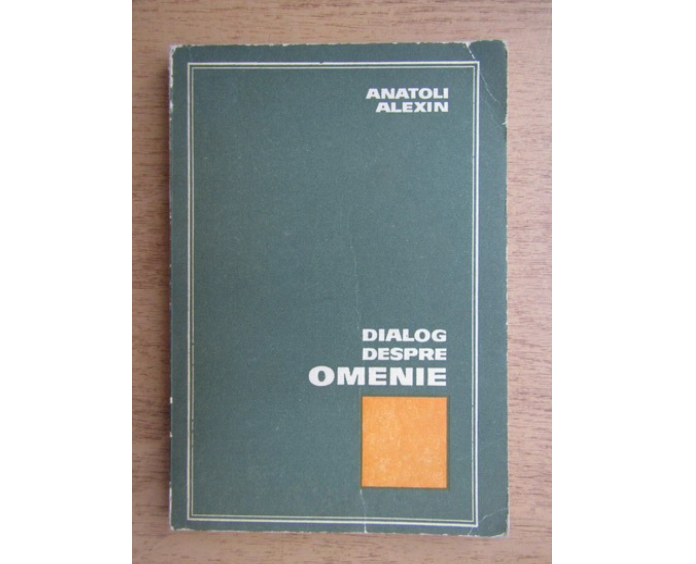 ANATOLI
ALEXIN
DIALOG
DESPRE
OMENIE